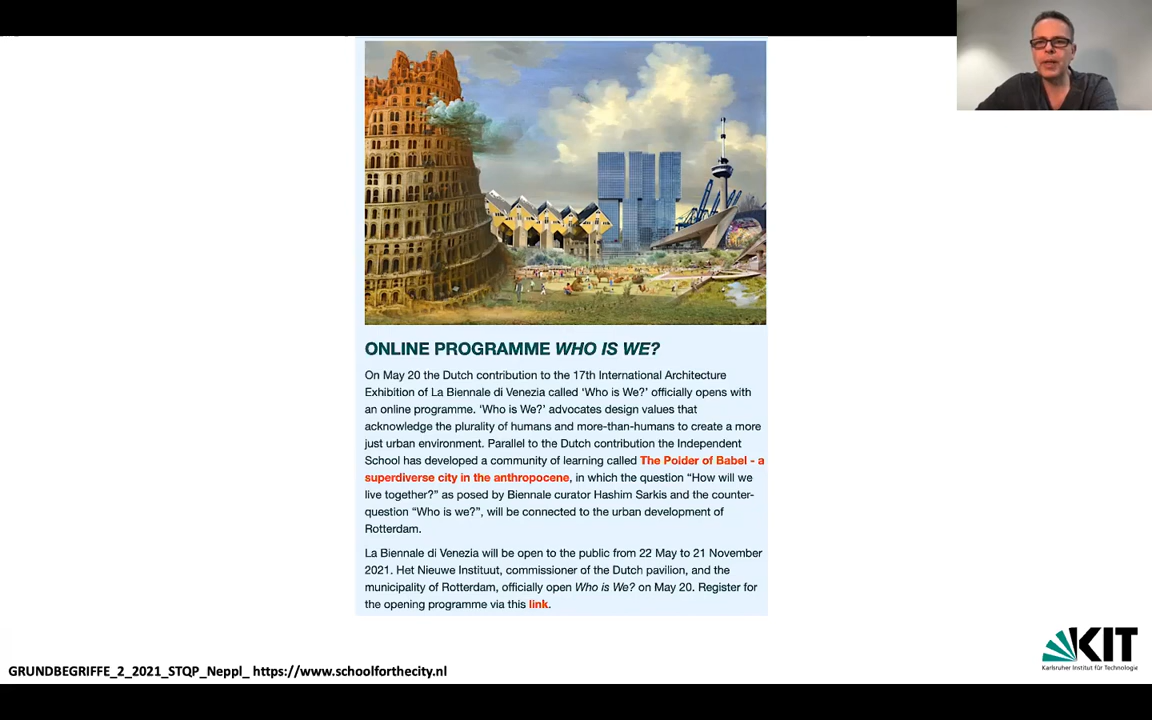 ONLINE PROGRAMME WHO IS WE?
On May 20 the Dutch contribution to the 17th International Architecture
Exhibition of La Biennale di Venezia called ‘Who is We?’ officially opens with
an online programme. ‘Who is We?’ advocates design values that
acknowledge the plurality of humans and more-than-humans to create a more
just urban environment. Parallel to the Dutch contribution the Independent
School has developed a community of learning called The Poider of Babel - a
superdiverse city in the anthropocene, in which the question “How will we
live together?” as posed by Biennale curator Hashim Sarkis and the counter-
question “Who is we?”, will be connected to the urban development of
Rotterdam.
La Biennale di Venezia will be open to the public from 22 May to 21 November
2021. Het Nieuwe Instituut, commissioner of the Dutch pavilion, and the
municipality of Rotterdam, officially open Who is We? on May 20. Register for
the opening programme via this link.
KIT
Karlsruher Institut für Technologie
GRUNDBEGRIFFE_2_2021_STQP_Neppl_ https://www.schoolforthecity.nl